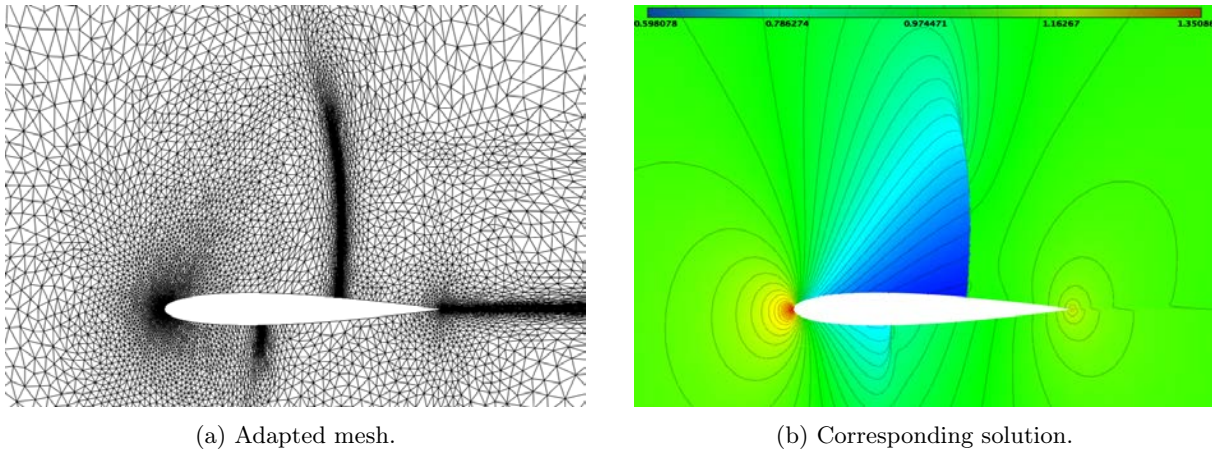 0.598078 0.786274 0.974471 1.16267 1.35086
(a) Adapted mesh.
(b) Corresponding solution.